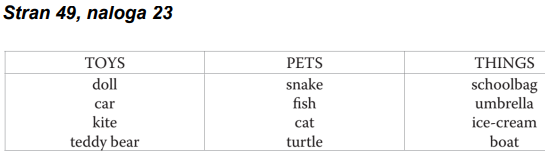 Stran 49, naloga 23
TOYS PETS THINGS
doll snake schoolbag
car fish umbrella
kite cat ice-cream
teddy bear turtle boat